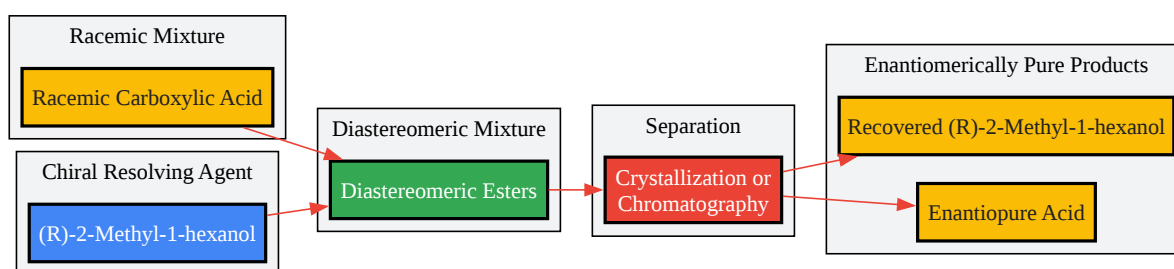 Racemic Mixture
Racemic Carboxylic Acid
Chiral Resolving Agent
(R)-2-Methyl-1-hexanol
Diastereomeric Mixture
Diastereomeric Esters
Separation
Crystallization or
Chromatography
Enantiomerically Pure Products
Recovered (R)-2-Methyl-1-hexanol
Enantiopure Acid